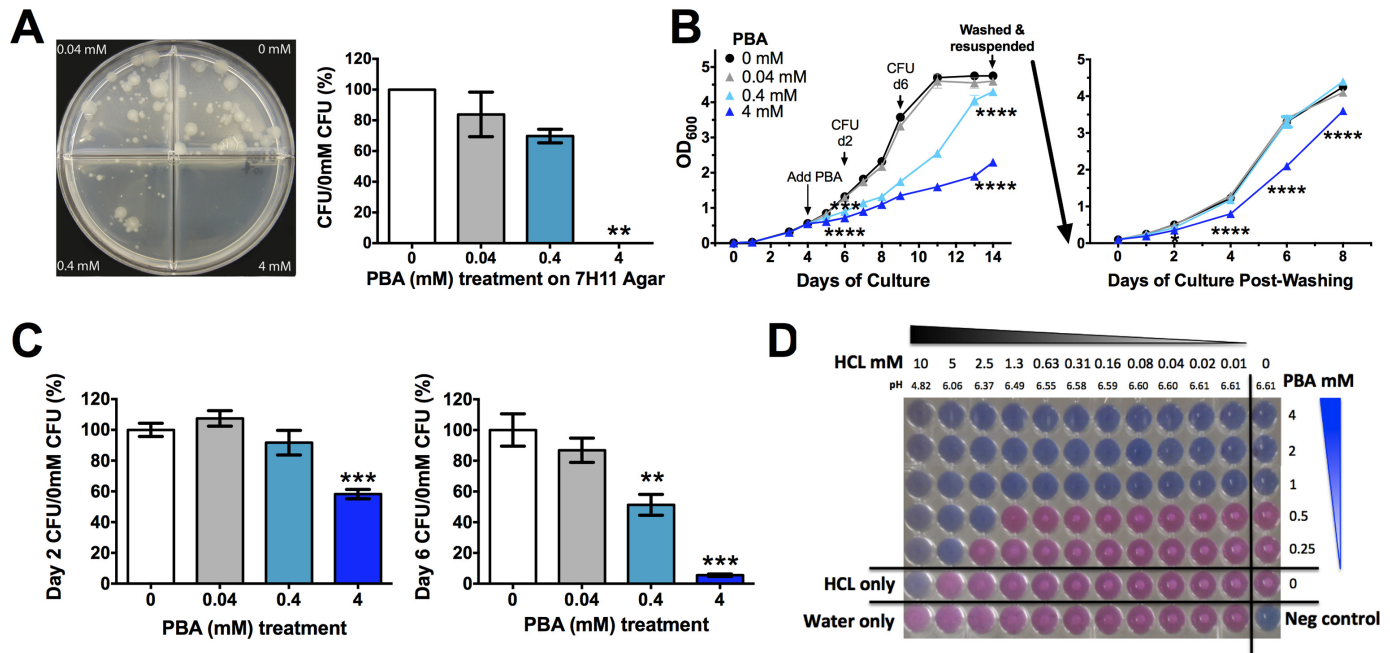 A
0.04 mM
0 mM
0.4 mM
4 mM
CFU/0mM CFU (%)
120
100
80
60
40
20
0
**
0
0.04
0.4
4
PBA (mM) treatment on 7H11 Agar
B
PBA
0 mM
0.04 mM
0.4 mM
4 mM
Washed &
resuspended
CFU
d6
CFU
d2
Add PBA
OD600
5
4
3
2
1
0
****
****
***
****
0 2 4 6 8 10 12 14
Days of Culture
5
4
3
2
1
0
*
****
****
****
0 2 4 6 8
Days of Culture Post-Washing
C
Day 2 CFU/0mM CFU (%)
120
100
80
60
40
20
0
***
0 0.04 0.4 4
PBA (mM) treatment
Day 6 CFU/0mM CFU (%)
120
100
80
60
40
20
0
**
***
0 0.04 0.4 4
PBA (mM) treatment
D
HCL mM 10 5 2.5 1.3 0.63 0.31 0.16 0.08 0.04 0.02 0.01 0
pH 4.82 6.06 6.37 6.49 6.55 6.58 6.59 6.60 6.60 6.61 6.61 6.61
PBA mM
4
2
1
0.5
0.25
HCL only 0
Water only Neg control